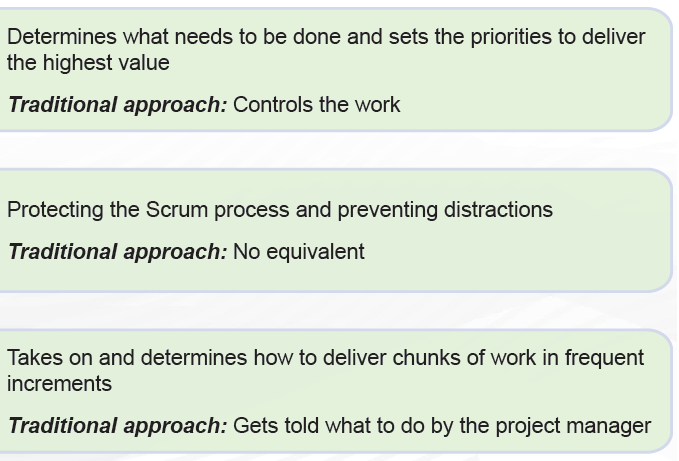 Determines what needs to be done and sets the priorities to deliver
the highest value
Traditional approach: Controls the work
Protecting the Scrum process and preventing distractions
Traditional approach: No equivalent
Takes on and determines how to deliver chunks of work in frequent
increments
Traditional approach: Gets told what to do by the project manager